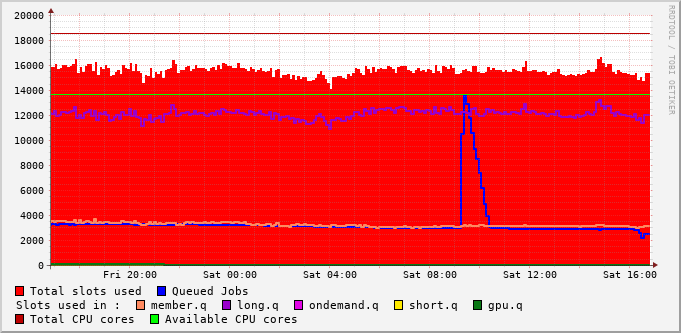 20000
18000
16000
14000
12000
10000
8000
6000
4000
2000
0
Fri 20:00 Sat 00:00 Sat 04:00 Sat 08:00 Sat 12:00 Sat 16:00
Total slots used Queued Jobs
Slots used in : member.q long.q ondemand.q short.q gpu.q
Total CPU cores Available CPU cores
RRDTOOL / TOBI OETIKER